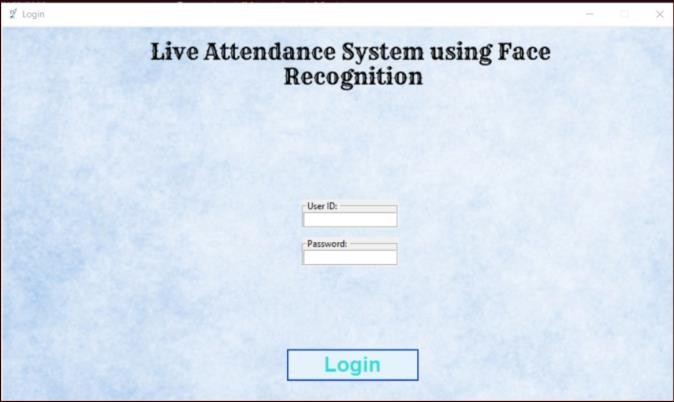 Login
Live Attendance System using Face
Recognition
User ID:
Password:
Login